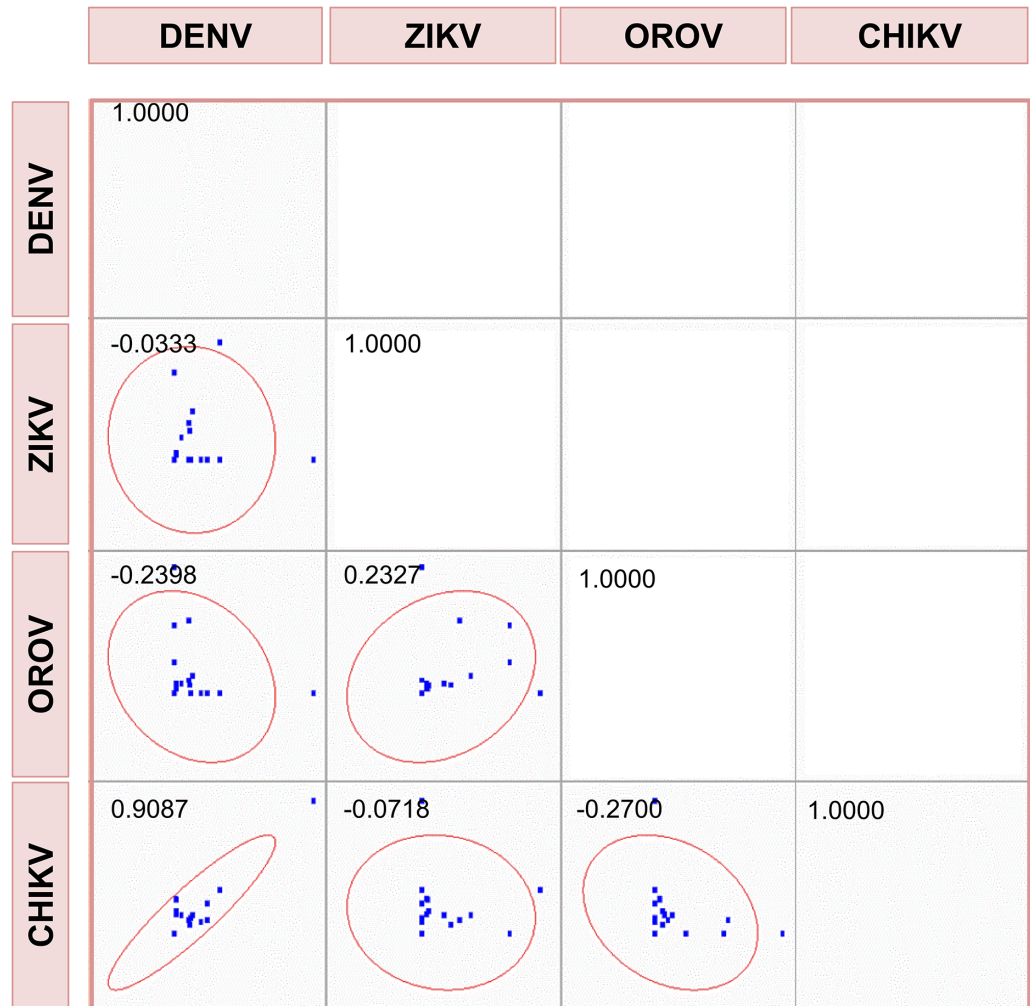 DENV ZIKV OROV CHIKV
DENV
1.0000
ZIKV
-0.0333 1.0000
OROV
-0.2398 0.2327 1.0000
CHIKV
0.9087 -0.0718 -0.2700 1.0000